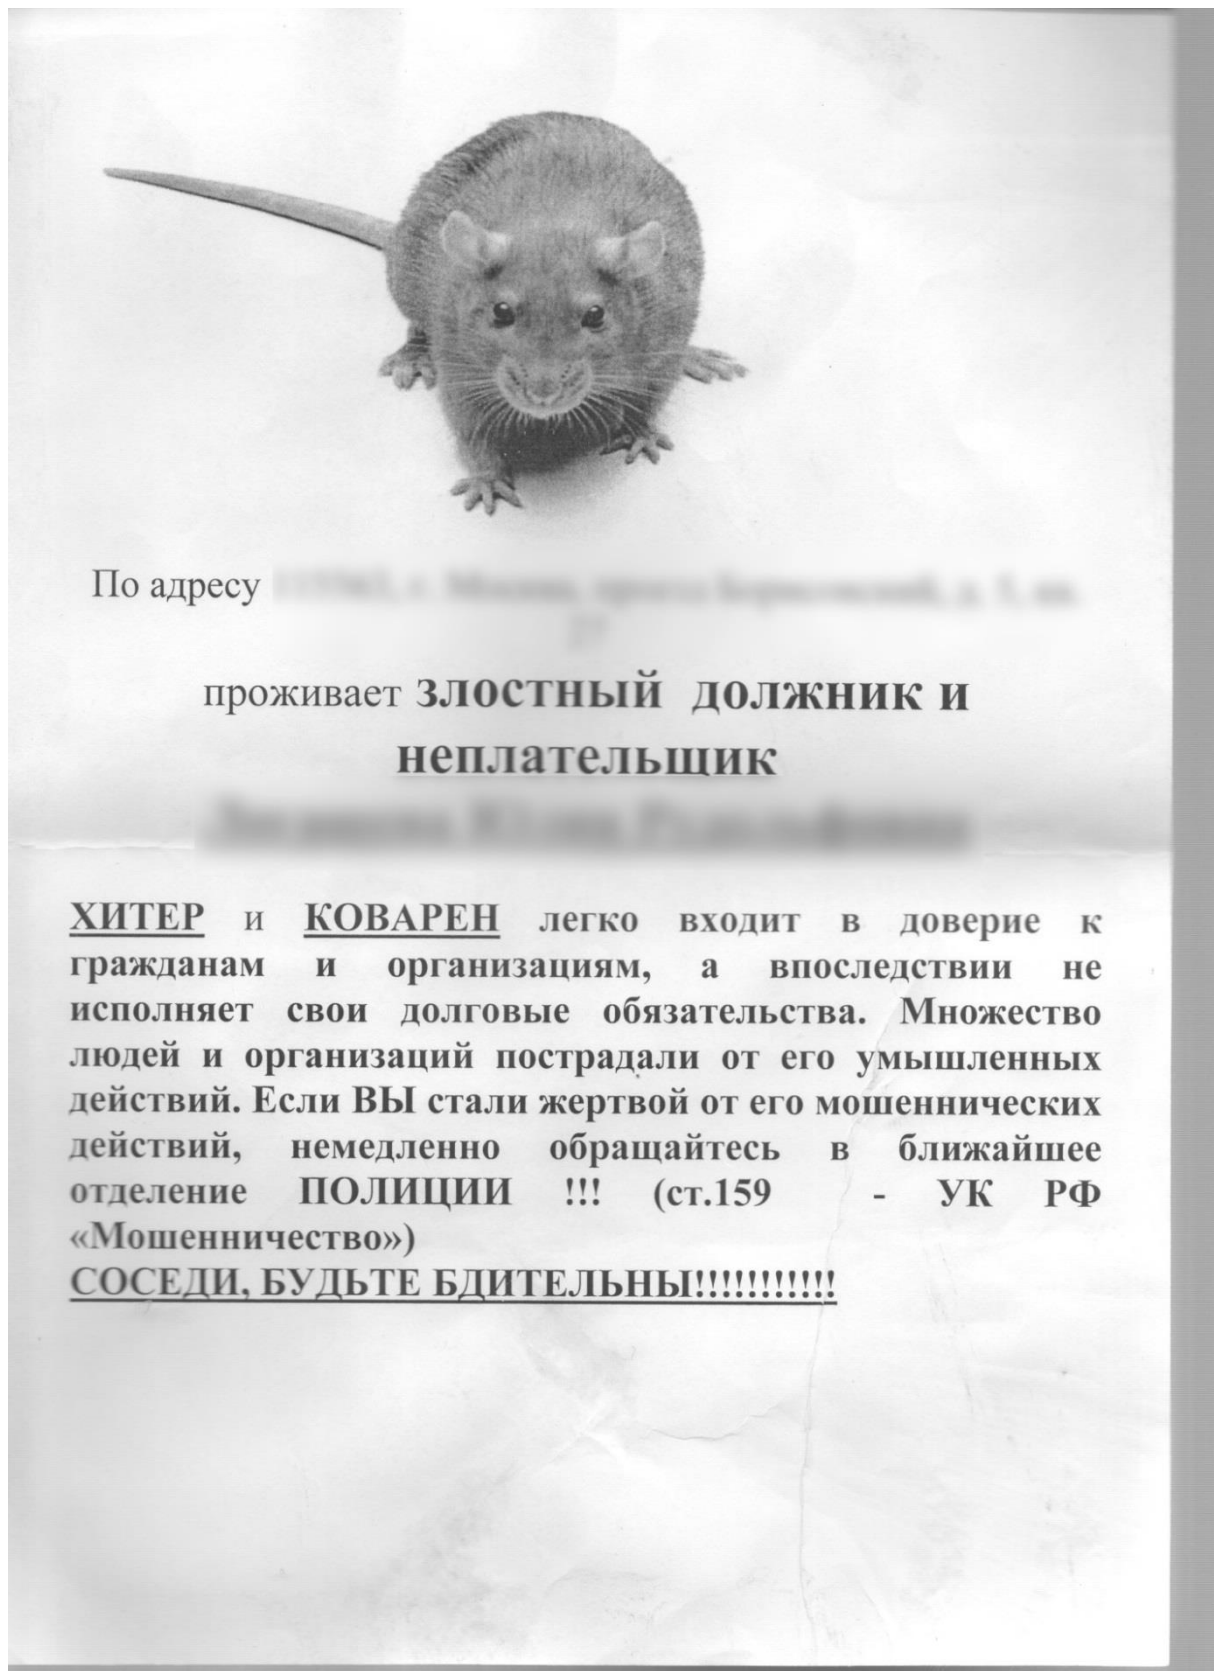 По адресу
проживает злостный должник и
неплательщик
ХИТЕР и КОВАРЕН легко входит в доверие к
гражданам и организациям, а впоследствии не
исполняет свои долговые обязательства. Множество
людей и организаций пострадали от его умышленных
действий. Если ВЫ стали жертвой от его мошеннических
действий, немедленно обращайтесь в ближайшее
отделение ПОЛИЦИИ !!! (ст.159 - УК РФ
«Мошенничество»)
СОСЕДИ, БУДЬТЕ БДИТЕЛЬНЫ!!!!!!!!!!!